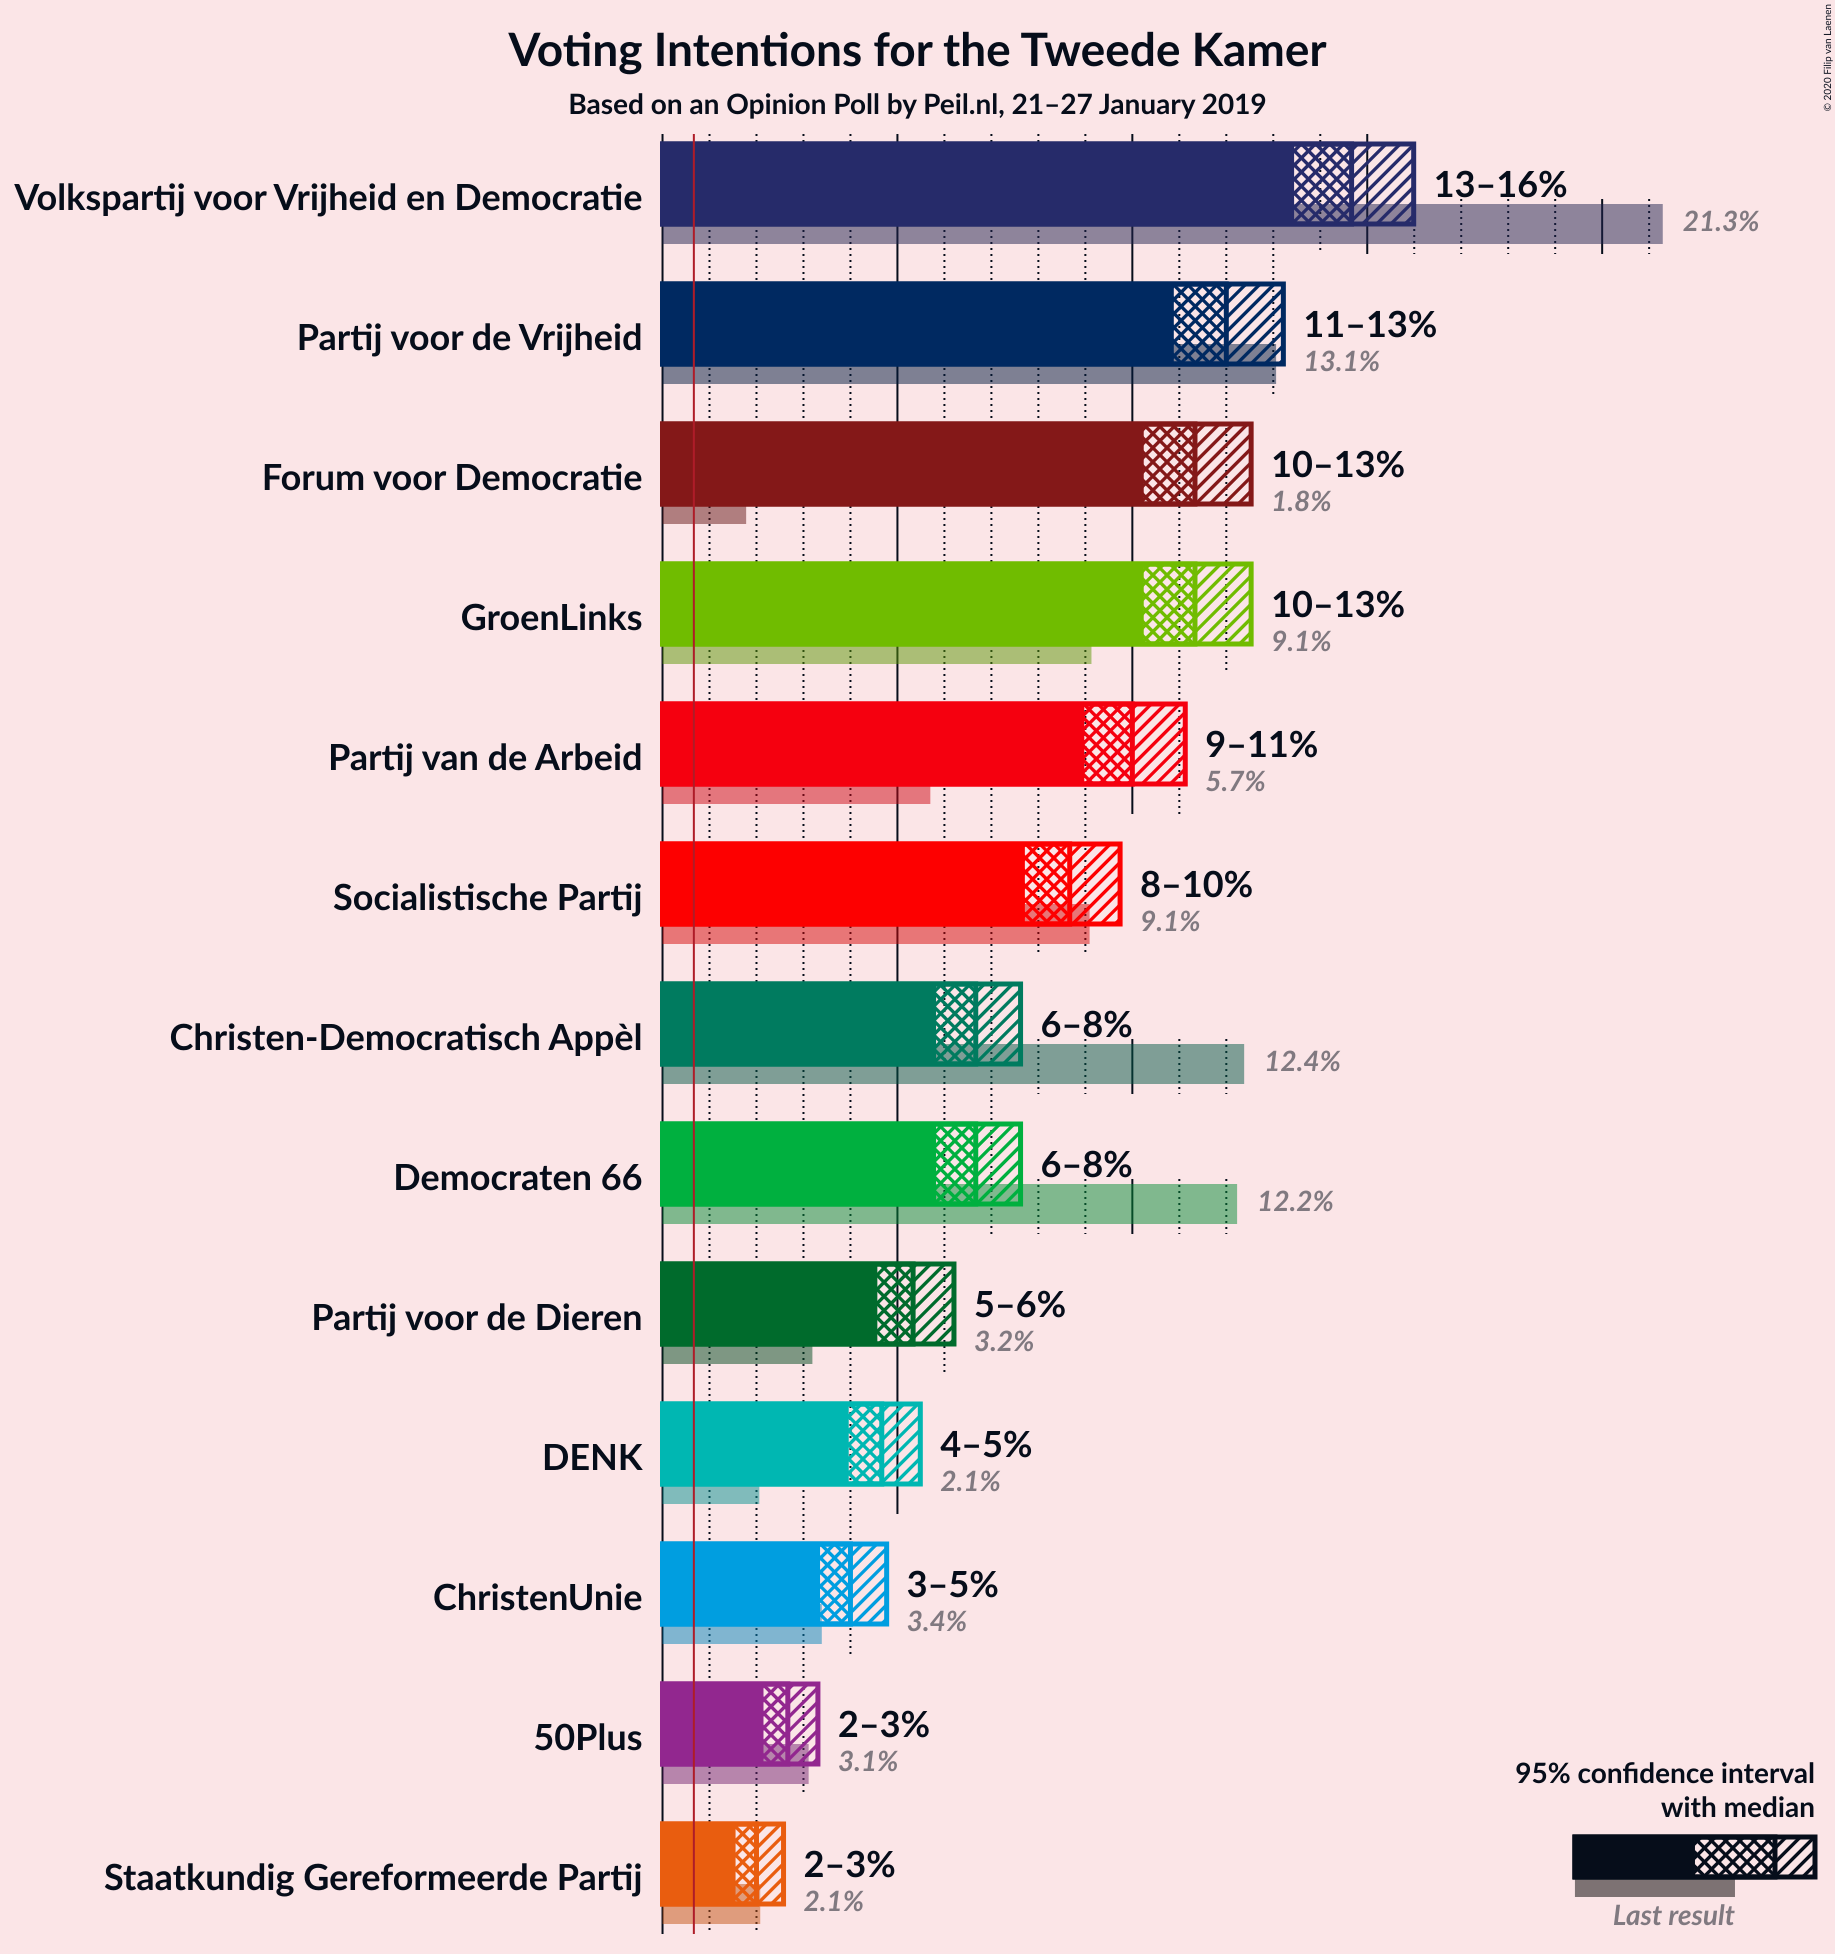 Voting Intentions for the Tweede Kamer
Based on an Opinion Poll by Peil.nl, 21–27 January 2019
© 2020 Filip van Laenen
Volkspartij voor Vrijheid en Democratie
13–16%
21.3%
Partij voor de Vrijheid
11–13%
13.1%
Forum voor Democratie
10–13%
1.8%
GroenLinks
10–13%
9.1%
Partij van de Arbeid
9–11%
5.7%
Socialistische Partij
8–10%
9.1%
Christen-Democratisch Appèl
6–8%
12.4%
Democraten 66
6–8%
12.2%
Partij voor de Dieren
5–6%
3.2%
DENK
4–5%
2.1%
ChristenUnie
3–5%
3.4%
50Plus
2–3%
3.1%
Staatkundig Gereformeerde Partij
2–3%
2.1%
95% confidence interval
with median
Last result